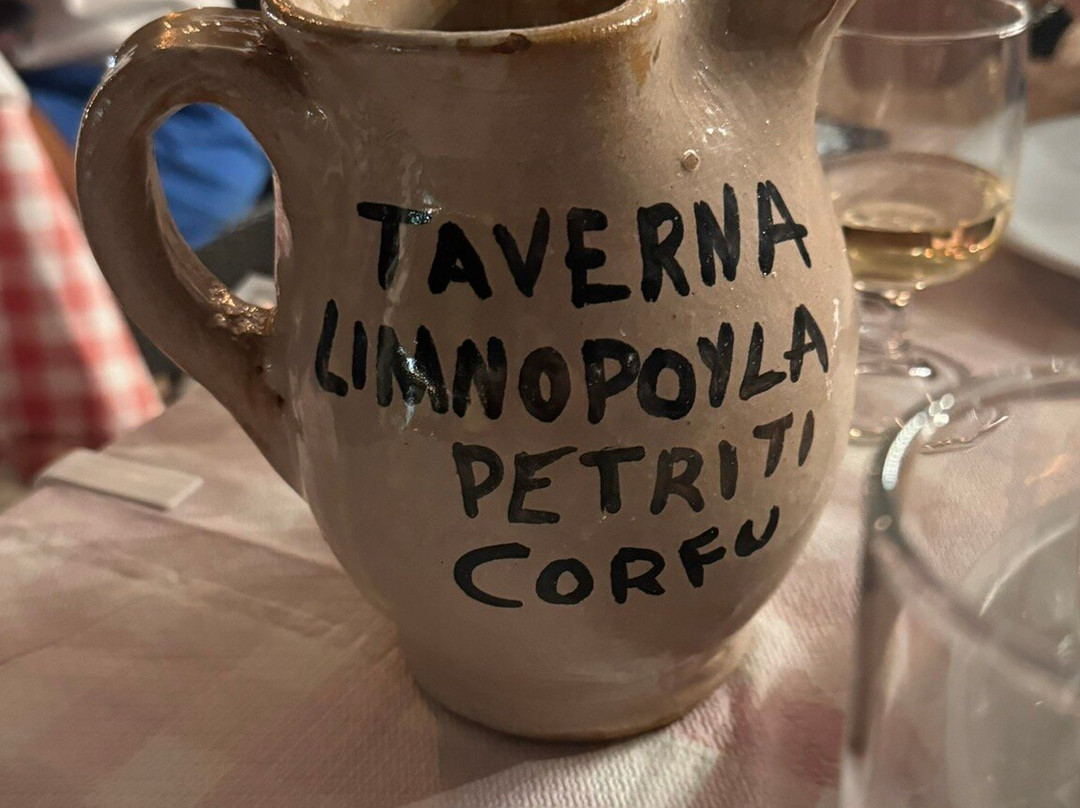 TAVERNA
LIMNOPOYLA
PETRITI
CORFU